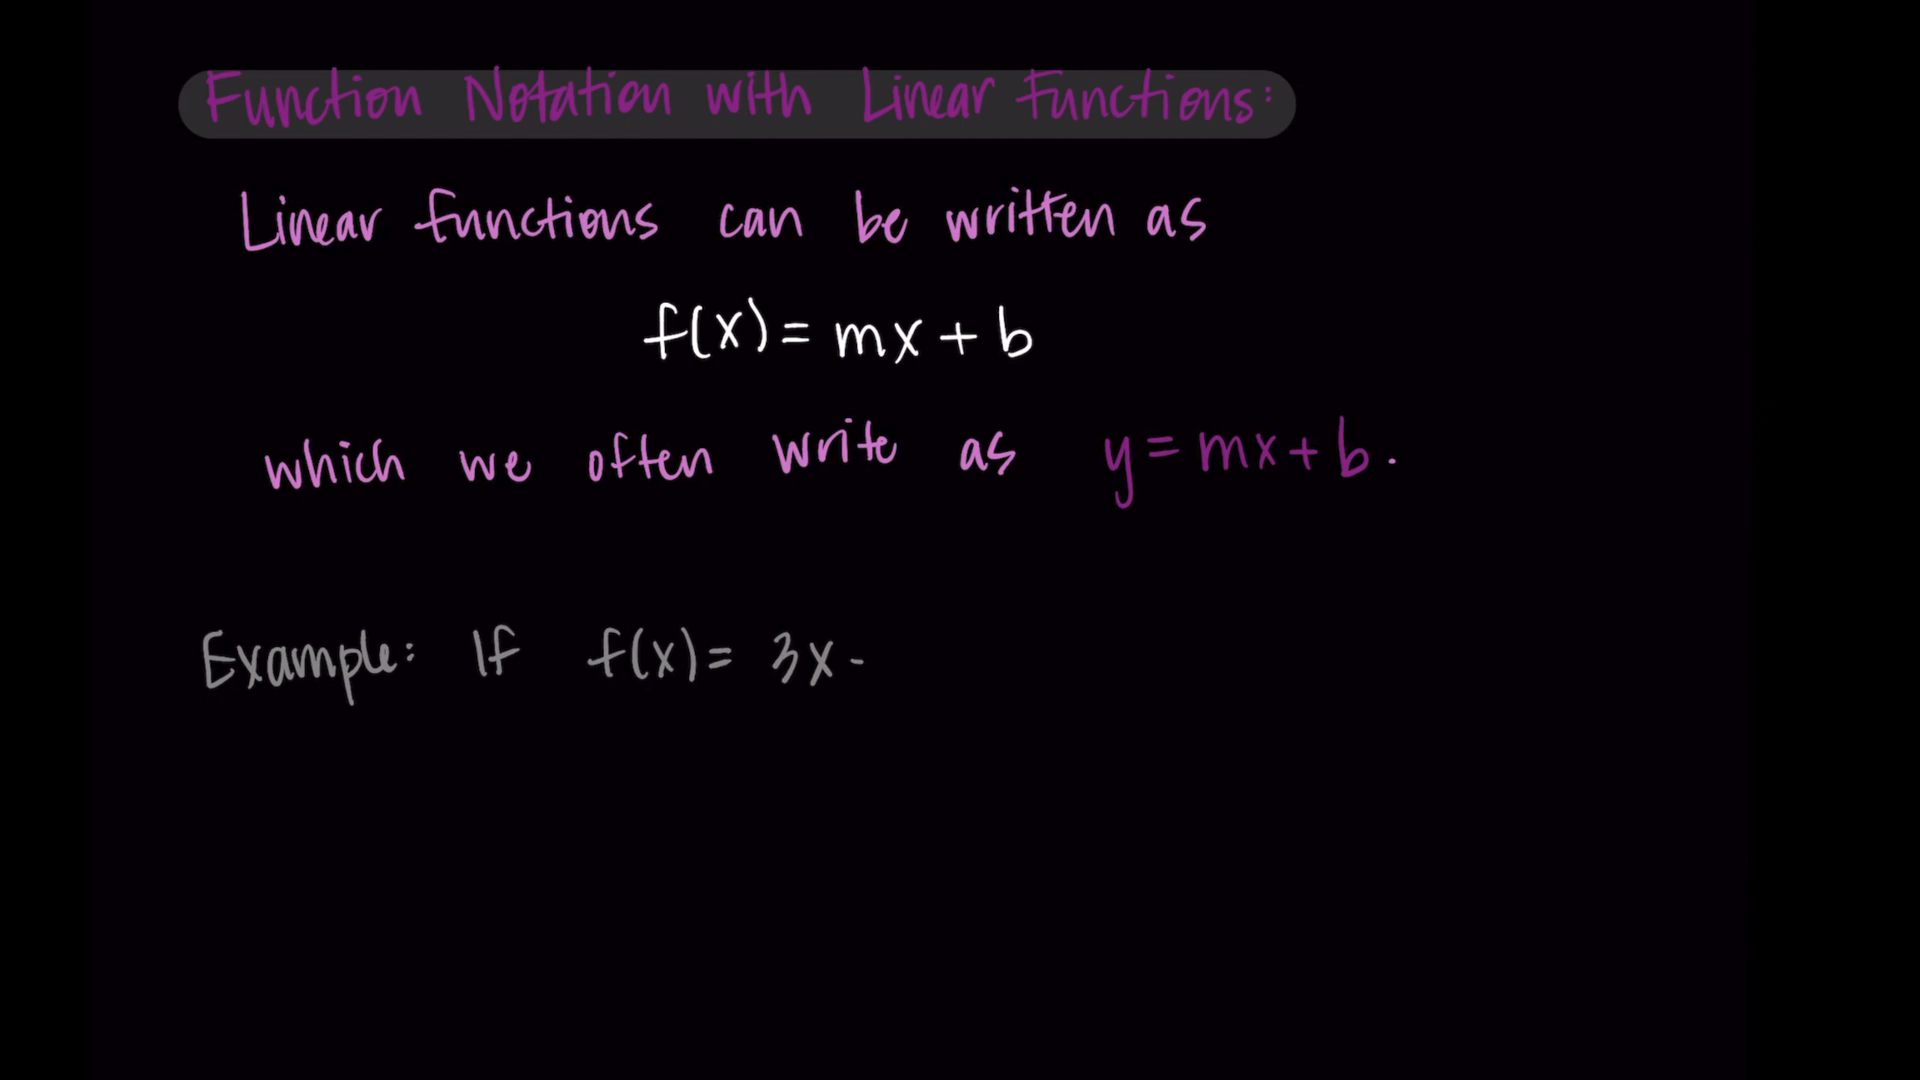 Function Notation with Linear Functions:
Linear functions can be written as
f(x) = mx + b
which we often write as y = mx + b.
Example: If f(x) = 3x -